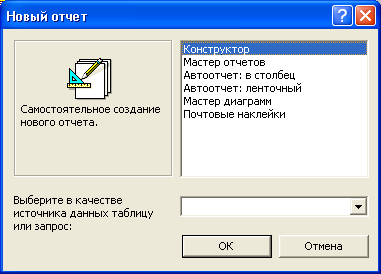 Новый отчет
Самостоятельное создание
нового отчета.
Конструктор
Мастер отчетов
Автоотчет: в столбец
Автоотчет: ленточный
Мастер диаграмм
Почтовые наклейки
Выберите в качестве
источника данных таблицу
или запрос:
ОК
Отмена